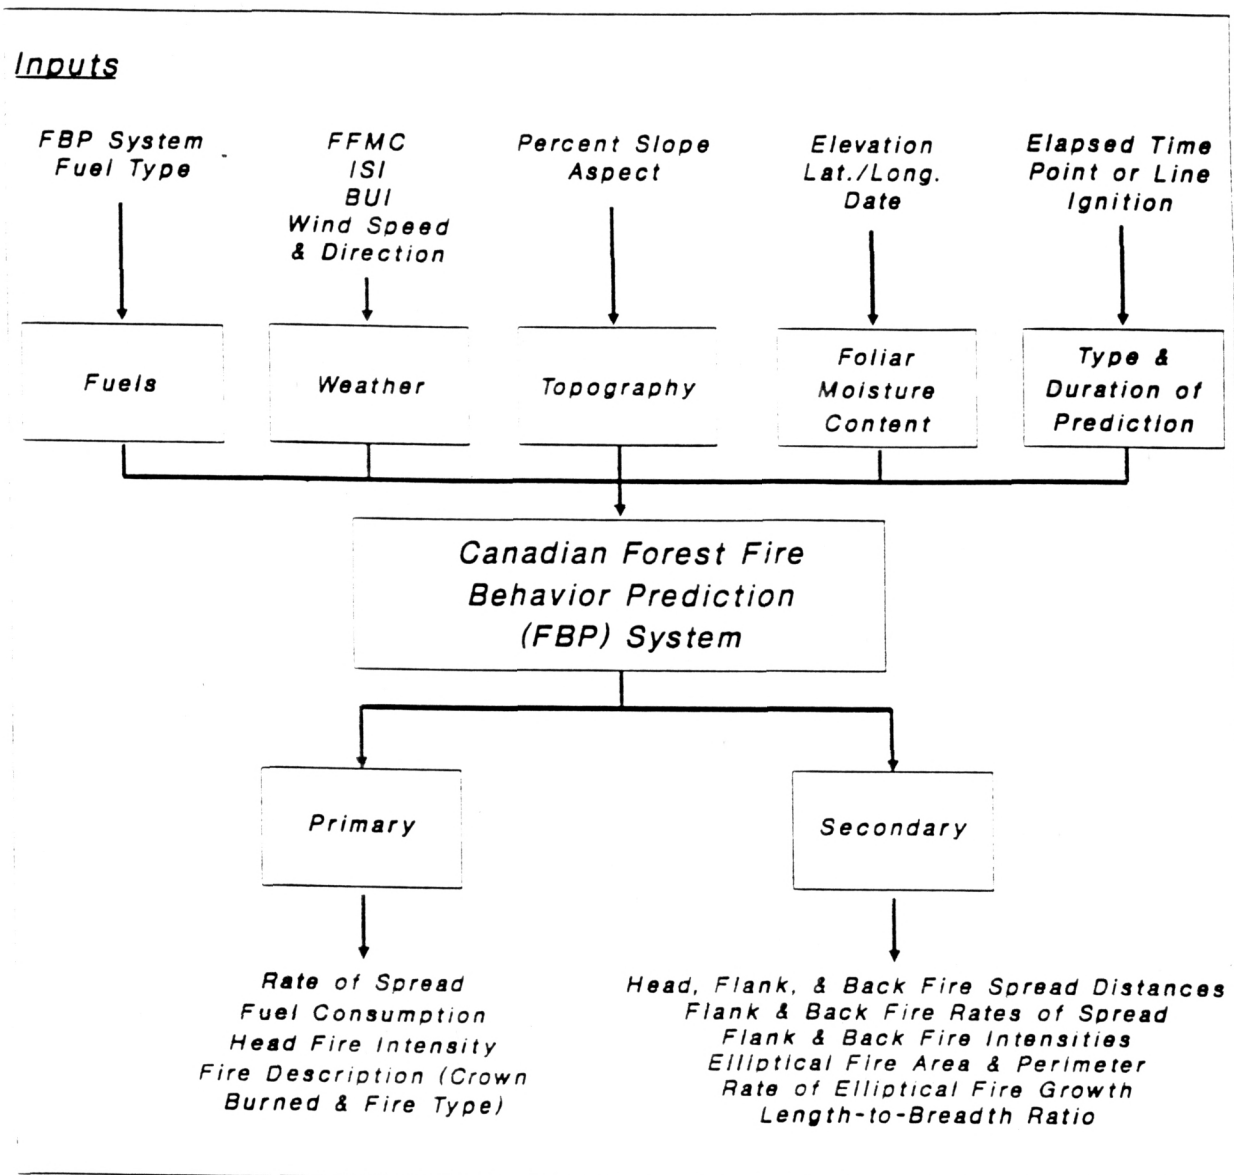 Inputs
FBP System
Fuel Type
FFMC
ISI
BUI
Wind Speed
& Direction
Percent Slope
Aspect
Elevation
Lat./Long.
Date
Elapsed Time
Point or Line
Ignition
Fuels
Weather
Topography
Foliar
Moisture
Content
Type &
Duration of
Prediction
Canadian Forest Fire
Behavior Prediction
(FBP) System
Primary
Secondary
Rate of Spread
Fuel Consumption
Head Fire Intensity
Fire Description (Crown
Burned & Fire Type)
Head, Flank, & Back Fire Spread Distances
Flank & Back Fire Rates of Spread
Flank & Back Fire Intensities
Elliptical Fire Area & Perimeter
Rate of Elliptical Fire Growth
Length-to-Breadth Ratio